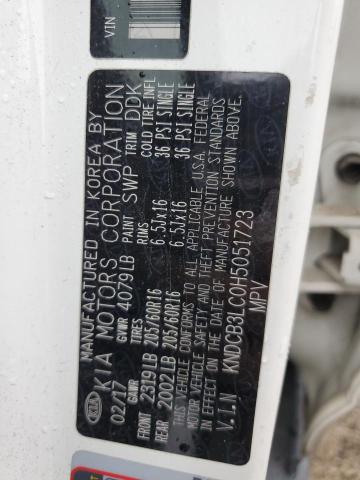 VIN
MANUFACTURED IN KOREA BY
KIA KIA MOTORS CORPORATION
02/17 GVWR 4079LB PAINT SWP TRIM DDK
GAWR TIRES RIMS COLD TIRE INFL
FRONT 2319LB 205/60R16 6.5Jx16 36 PSI SINGLE
REAR 2002LB 205/60R16 6.5Jx16 36 PSI SINGLE
THIS VEHICLE CONFORMS TO ALL APPLICABLE U.S.A. FEDERAL
MOTOR VEHICLE SAFETY AND THEFT PREVENTION STANDARDS
IN EFFECT ON THE DATE OF MANUFACTURE SHOWN ABOVE.
V.I.N KNDCB3LC0H5051723
MPV